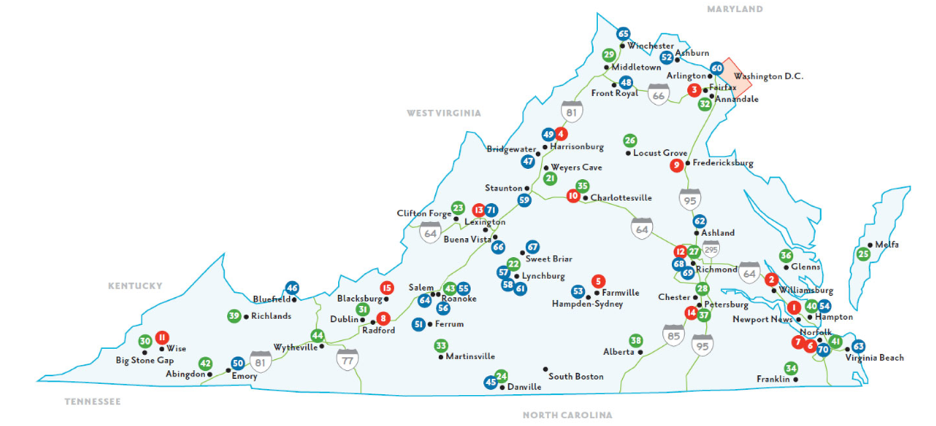 MARYLAND
65
Winchester
29
52 Ashburn
Middletown
60
Arlington
Washington D.C.
48
Front Royal
66
3 Fairfax
Annandale
32
81
WEST VIRGINIA
49 4
Harrisonburg
Bridgewater
47
26
Locust Grove
9 Fredericksburg
Weyers Cave
21
Staunton
59
35
10 Charlottesville
95
Clifton Forge 23
13 71
Lexington
64
Buena Vista
66
64
62
Ashland
67
Sweet Briar
12 27 295
68 Richmond
69
36
Glenns
Melfa
25
22
57 Lynchburg
58 61
64
2
Williamsburg
KENTUCKY
46
Bluefield
15
Blacksburg
Salem 43 55
64 Roanoke
56
5
53 Farmville
Hampden-Sydney
28
Chester
Petersburg
14 37
1 40 54
Newport News Hampton
39 Richlands
31
Dublin 8
Radford
51 Ferrum
Norfolk
7 6 41
70
63
Virginia Beach
30 11
Wise
Big Stone Gap
44
Wytheville
81
77
33
Martinsville
38
Alberta
85
95
42
Abingdon
50
Emory
45 24
Danville
South Boston
34
Franklin
TENNESSEE
NORTH CAROLINA